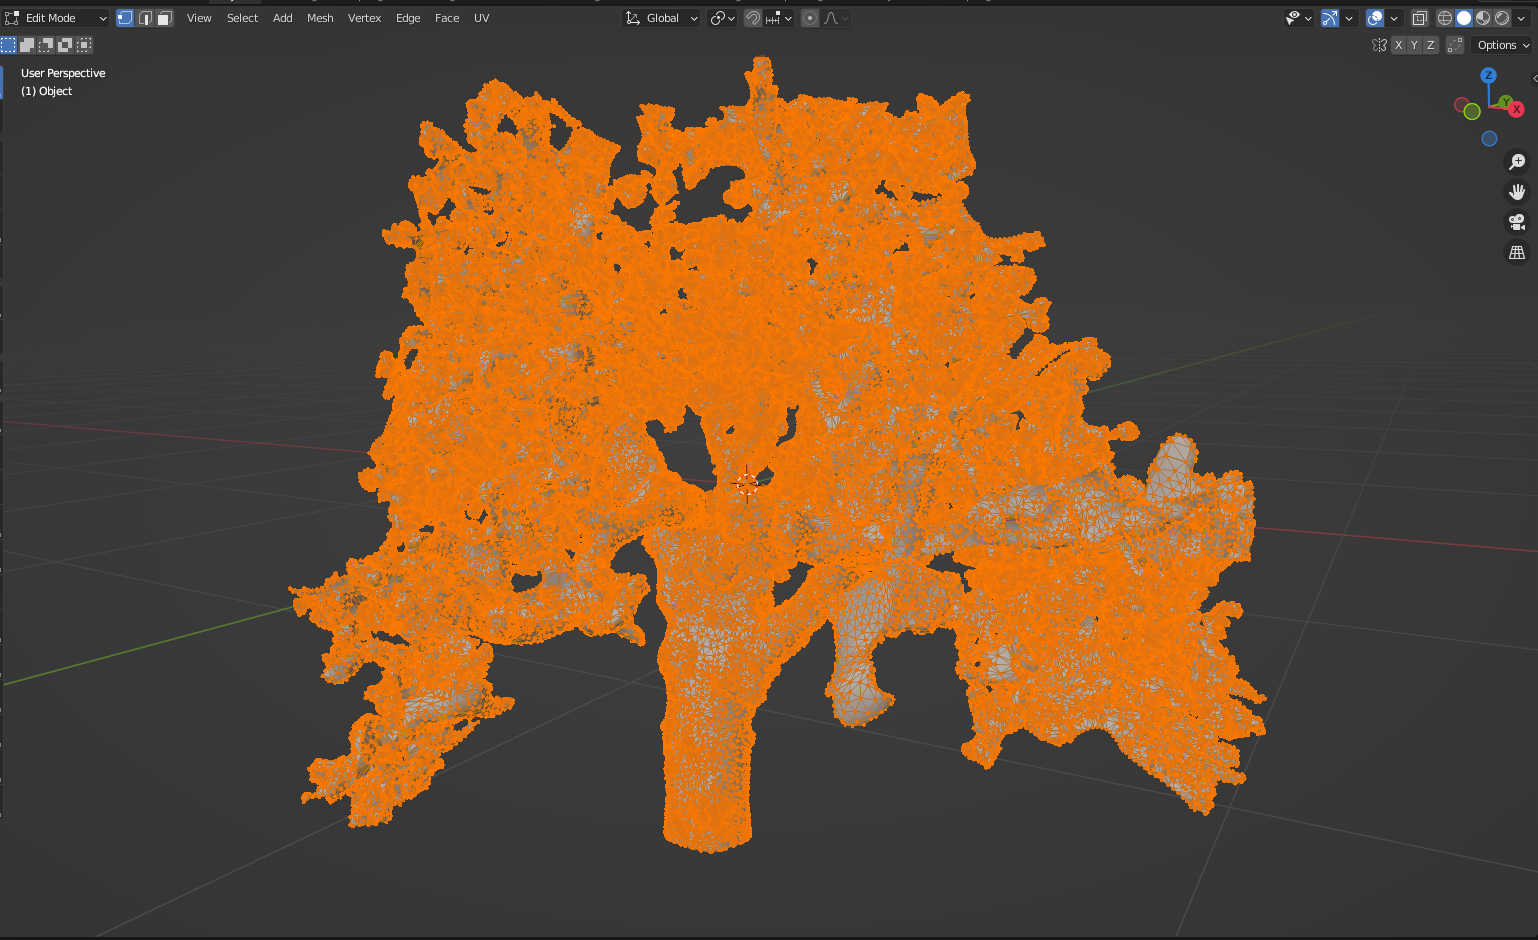 Edit Mode View Select Add Mesh Vertex Edge Face UV Global
X Y Z Options
User Perspective
(1) Object
Z
Y
X